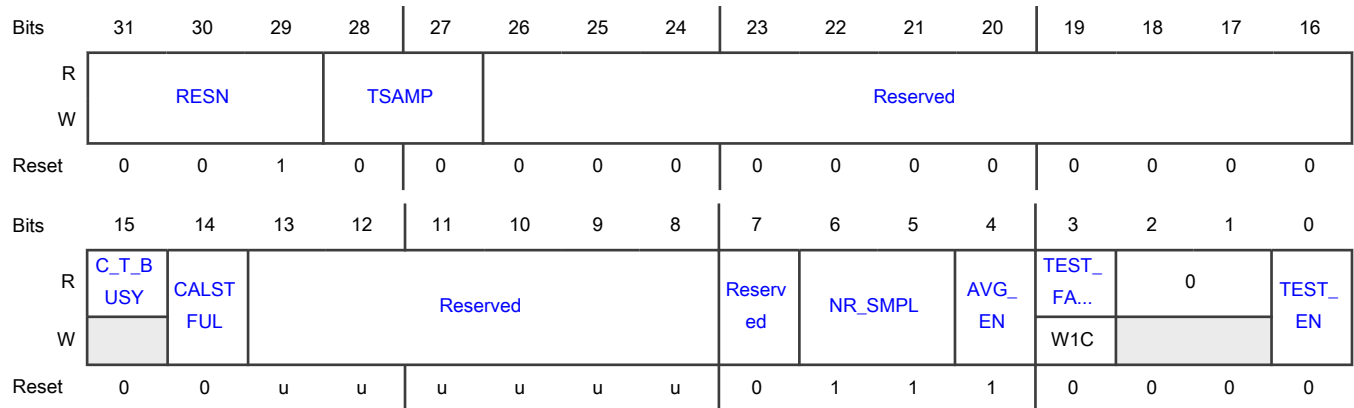 Bits 31 30 29 28 27 26 25 24 23 22 21 20 19 18 17 16
R
RESN TSAMP Reserved
W
Reset 0 0 1 0 0 0 0 0 0 0 0 0 0 0 0 0
Bits 15 14 13 12 11 10 9 8 7 6 5 4 3 2 1 0
R C_T_B USY CALST FUL Reserved Reserv ed NR_SMPL AVG_ EN TEST_ FA... 0 TEST_ EN
W W1C
Reset 0 0 u u u u u u 0 1 1 1 0 0 0 0